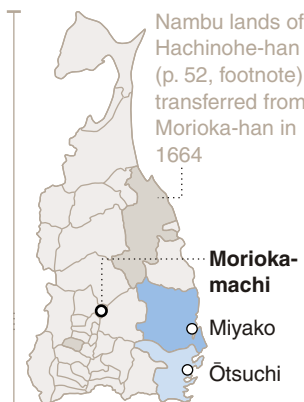 Nambu lands of
Hachinohe-han
(p. 52, footnote)
transferred from
Morioka-han in
1664
Morioka-
machi
Miyako
Ōtsuchi